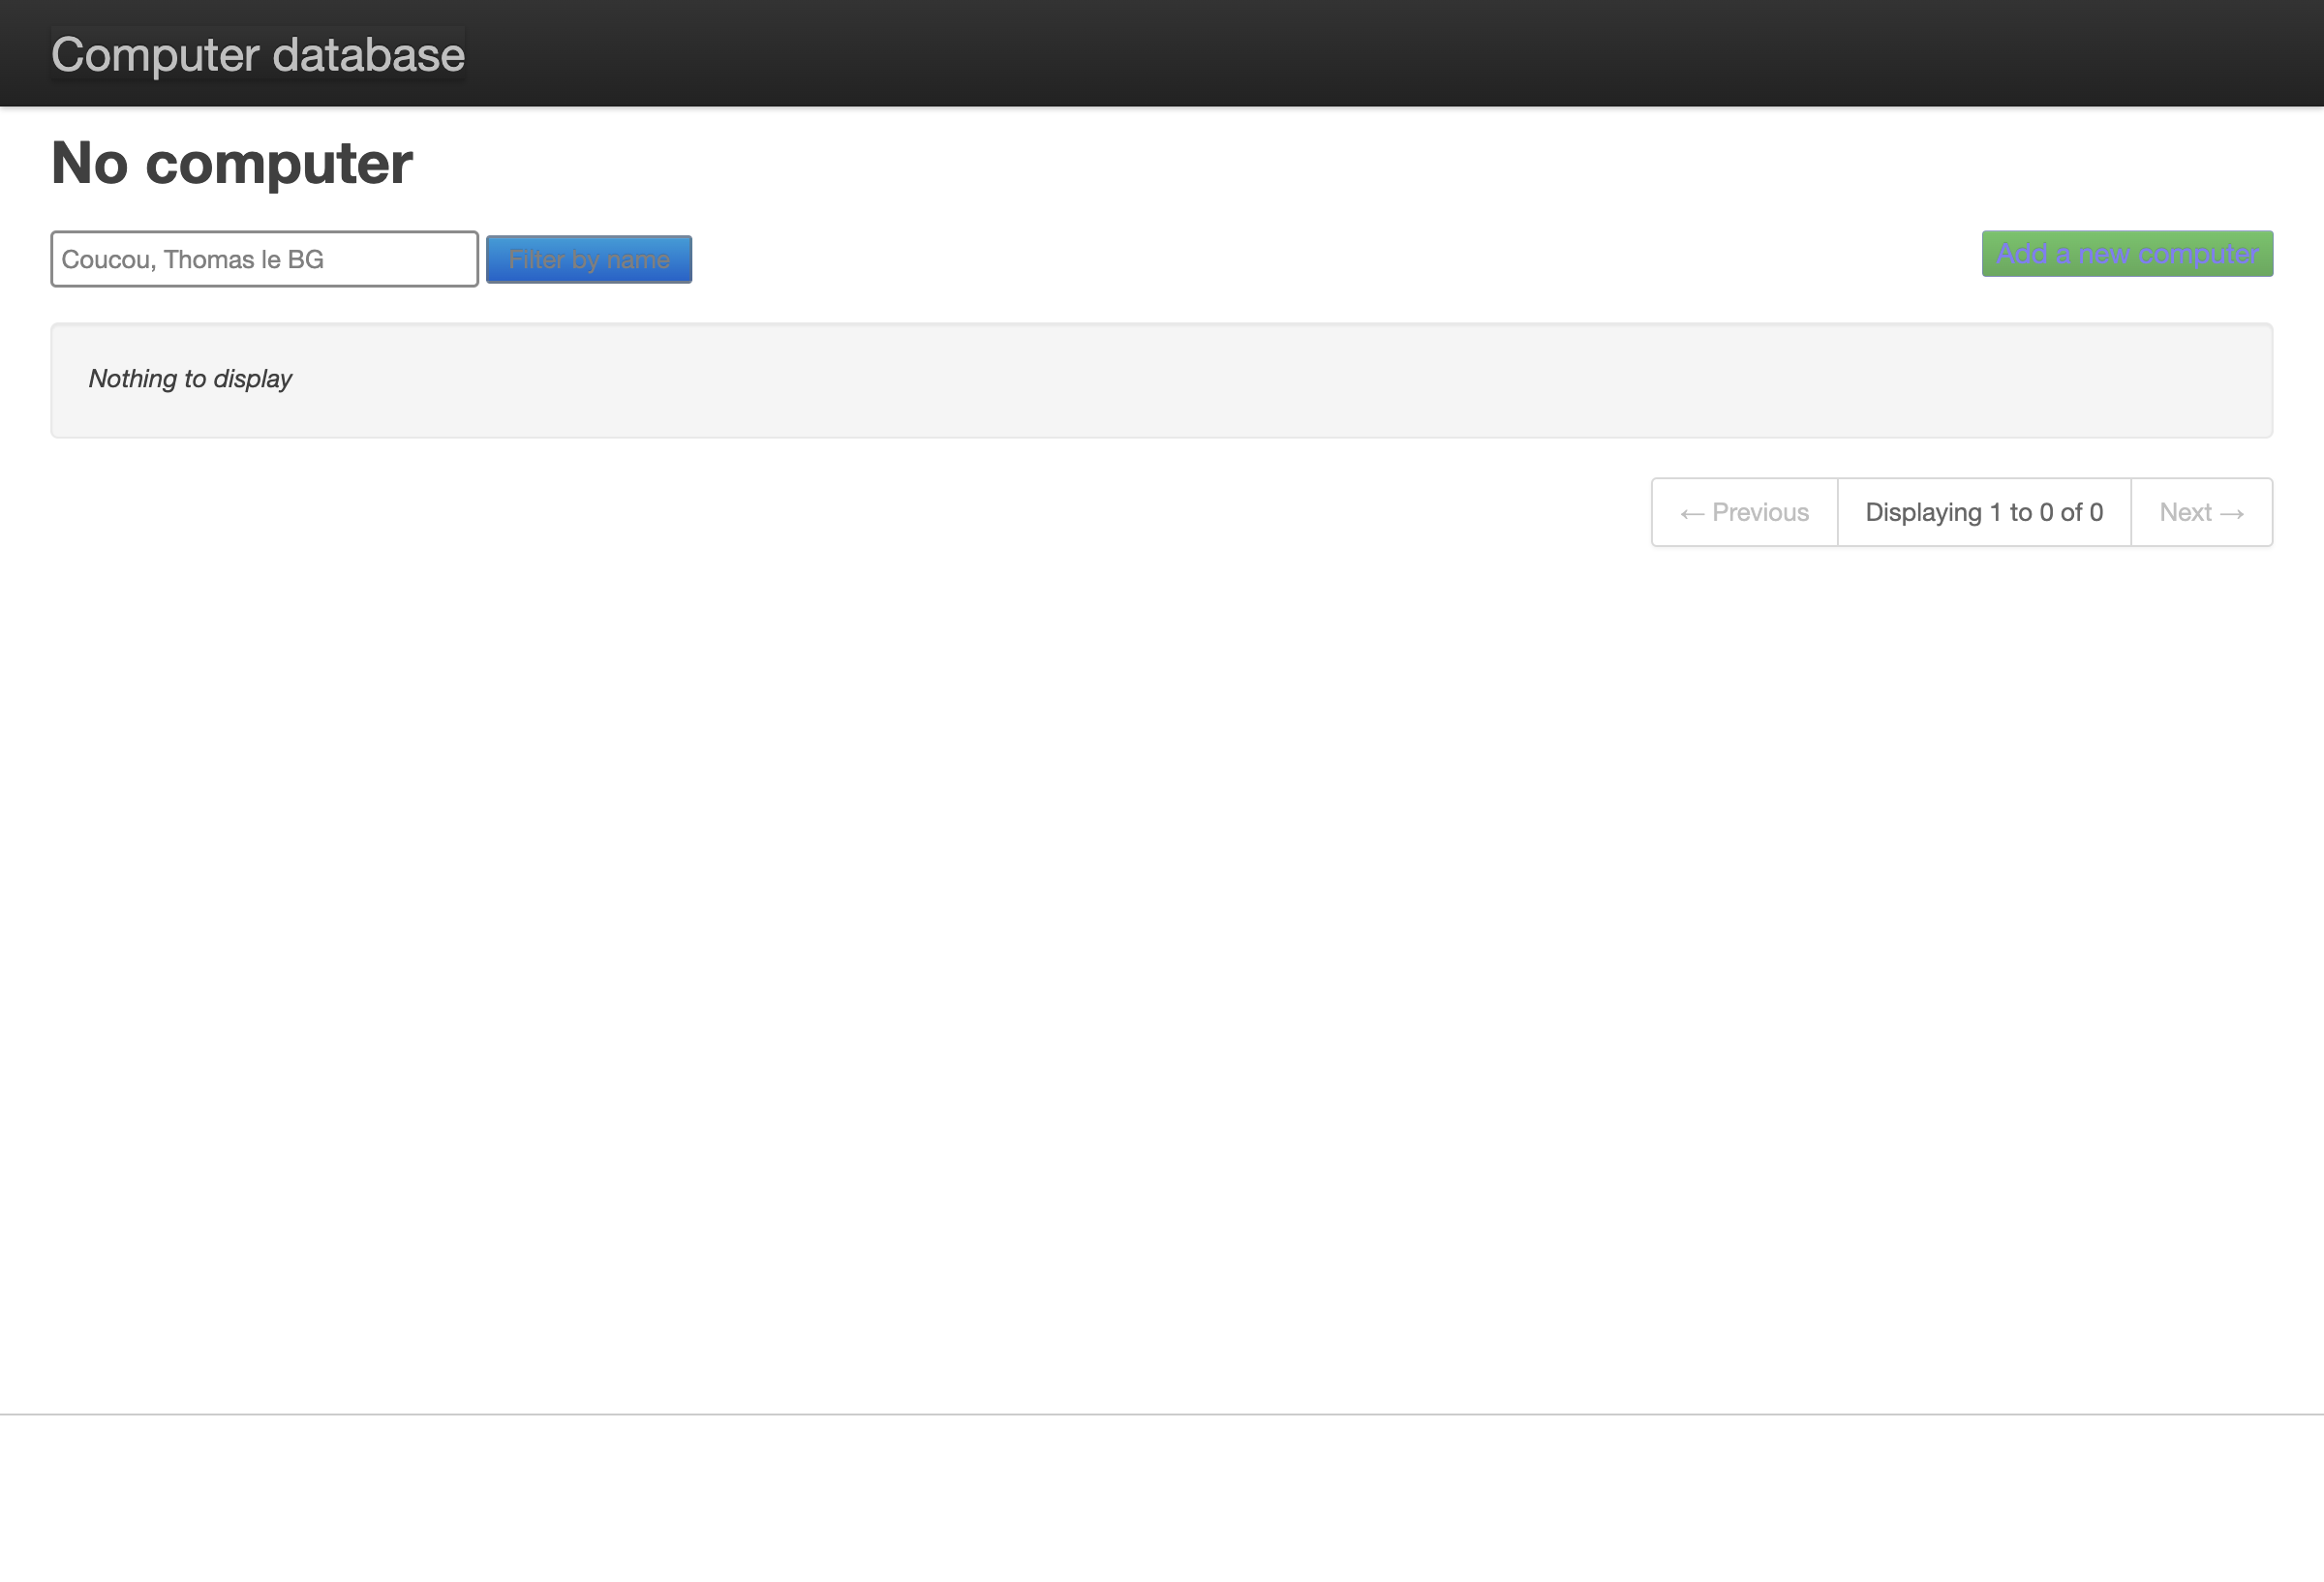 Computer database
No computer
Coucou, Thomas le BG Filter by name Add a new computer
Nothing to display
← Previous Displaying 1 to 0 of 0 Next →